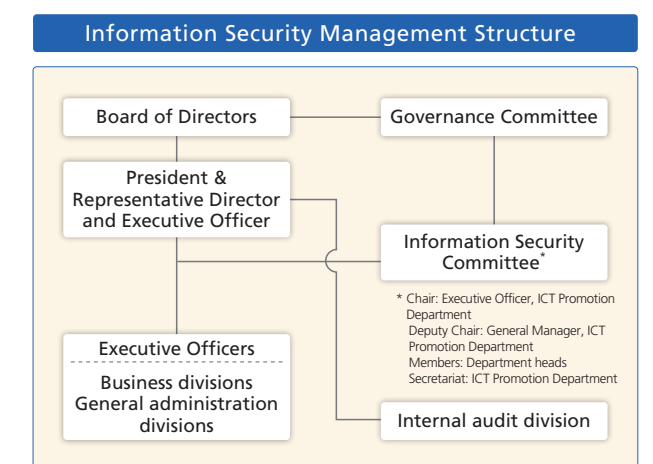 Information Security Management Structure
Board of Directors
Governance Committee
President &
Representative Director
and Executive Officer
Information Security
Committee*
* Chair: Executive Officer, ICT Promotion
Department
Deputy Chair: General Manager, ICT
Promotion Department
Members: Department heads
Secretariat: ICT Promotion Department
Executive Officers
Business divisions
General administration
divisions
Internal audit division